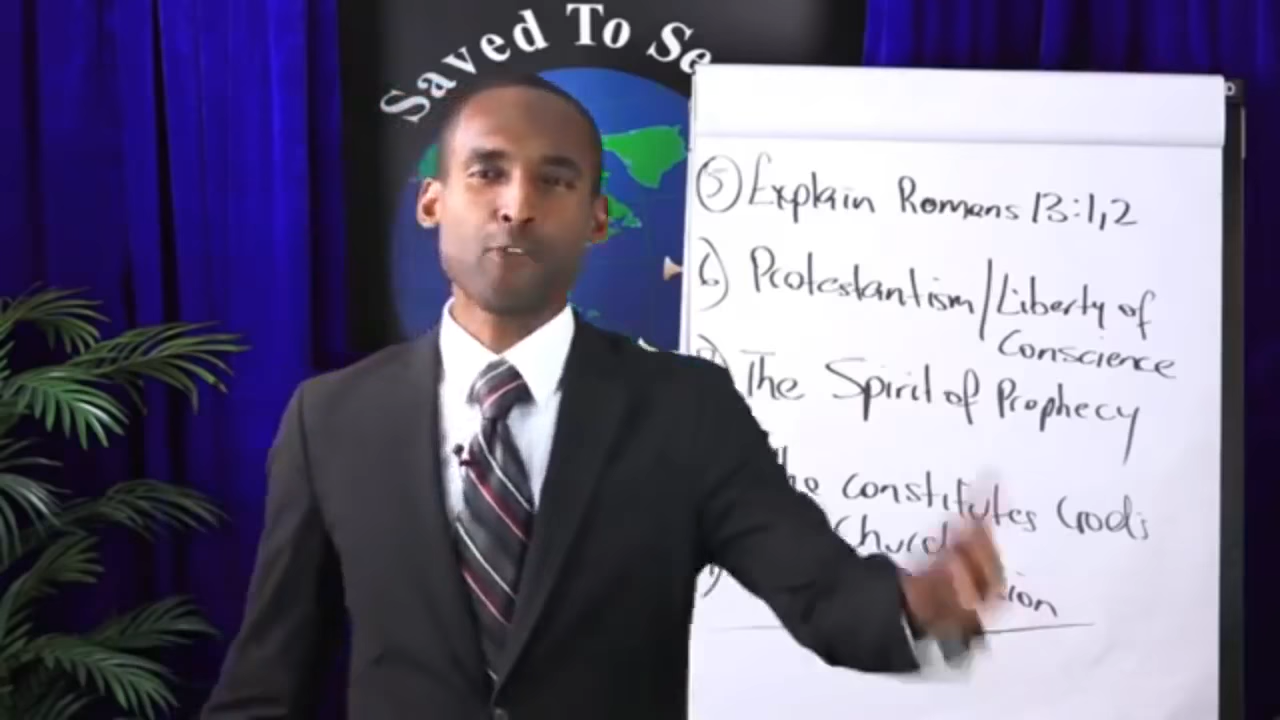 Saved To Se
5) Explain Romans 13:1,2
6) Protestantism/Liberty of
Conscience
The Spirit of Prophecy
constitutes God's
Church